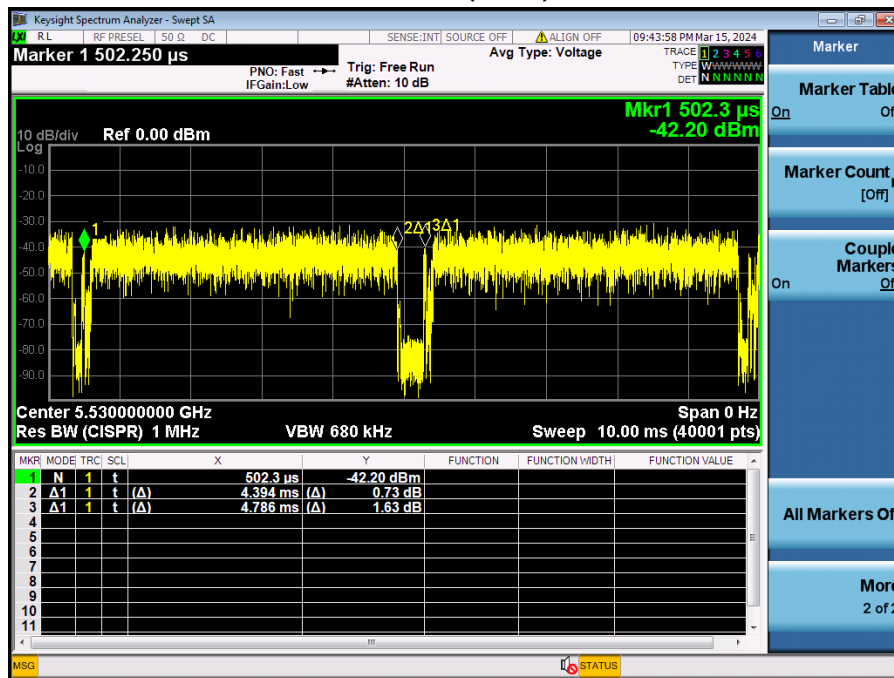 Keysight Spectrum Analyzer - Swept SA
LXI RL RF PRESEL 50 Ω DC SENSE:INT SOURCE OFF ALIGN OFF 09:43:58 PM Mar 15, 2024
Marker 1 502.250 µs
PNO: Fast
IFGain:Low
Trig: Free Run
#Atten: 10 dB
Avg Type: Voltage
TRACE 1 2 3 4 5 6
TYPE W
DET N N N N N N
Mkr1 502.3 µs
-42.20 dBm
10 dB/div Ref 0.00 dBm
Log
-10.0
-20.0
-30.0
-40.0
-50.0
-60.0
-70.0
-80.0
-90.0
1
2Δ1 3Δ1
Center 5.530000000 GHz Span 0 Hz
Res BW (CISPR) 1 MHz VBW 680 kHz Sweep 10.00 ms (40001 pts)
MKR MODE TRC SCL X Y FUNCTION FUNCTION WIDTH FUNCTION VALUE
1 N 1 t 502.3 µs -42.20 dBm
2 Δ1 1 t (Δ) 4.394 ms (Δ) 0.73 dB
3 Δ1 1 t (Δ) 4.786 ms (Δ) 1.63 dB
4
5
6
7
8
9
10
11
MSG STATUS
Marker
Marker Table
On Of
Marker Count
[Off]
Couple
Markers
On Of
All Markers Of
More
2 of 2